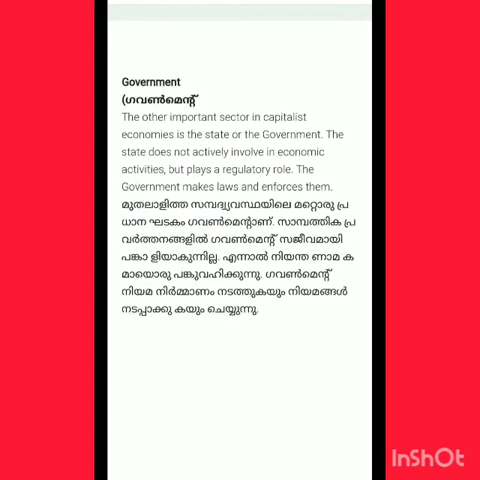 Government
(ഗവൺമെന്റ്
The other important sector in capitalist
economies is the state or the Government. The
state does not actively involve in economic
activities, but plays a regulatory role. The
Government makes laws and enforces them.
മുതലാളിത്ത സമ്പദ്വ്യവസ്ഥയിലെ മറ്റൊരു പ്ര
ധാന ഘടകം ഗവൺമെന്റാണ്. സാമ്പത്തിക പ്ര
വർത്തനങ്ങളിൽ ഗവൺമെന്റ് സജീവമായി
പങ്കാ ളിയാകുന്നില്ല. എന്നാൽ നിയന്ത ണാമ ക
മായൊരു പങ്കുവഹിക്കുന്നു. ഗവൺമെന്റ്
നിയമ നിർമ്മാണം നടത്തുകയും നിയമങ്ങൾ
നടപ്പാക്കു കയും ചെയ്യുന്നു.
InShOt